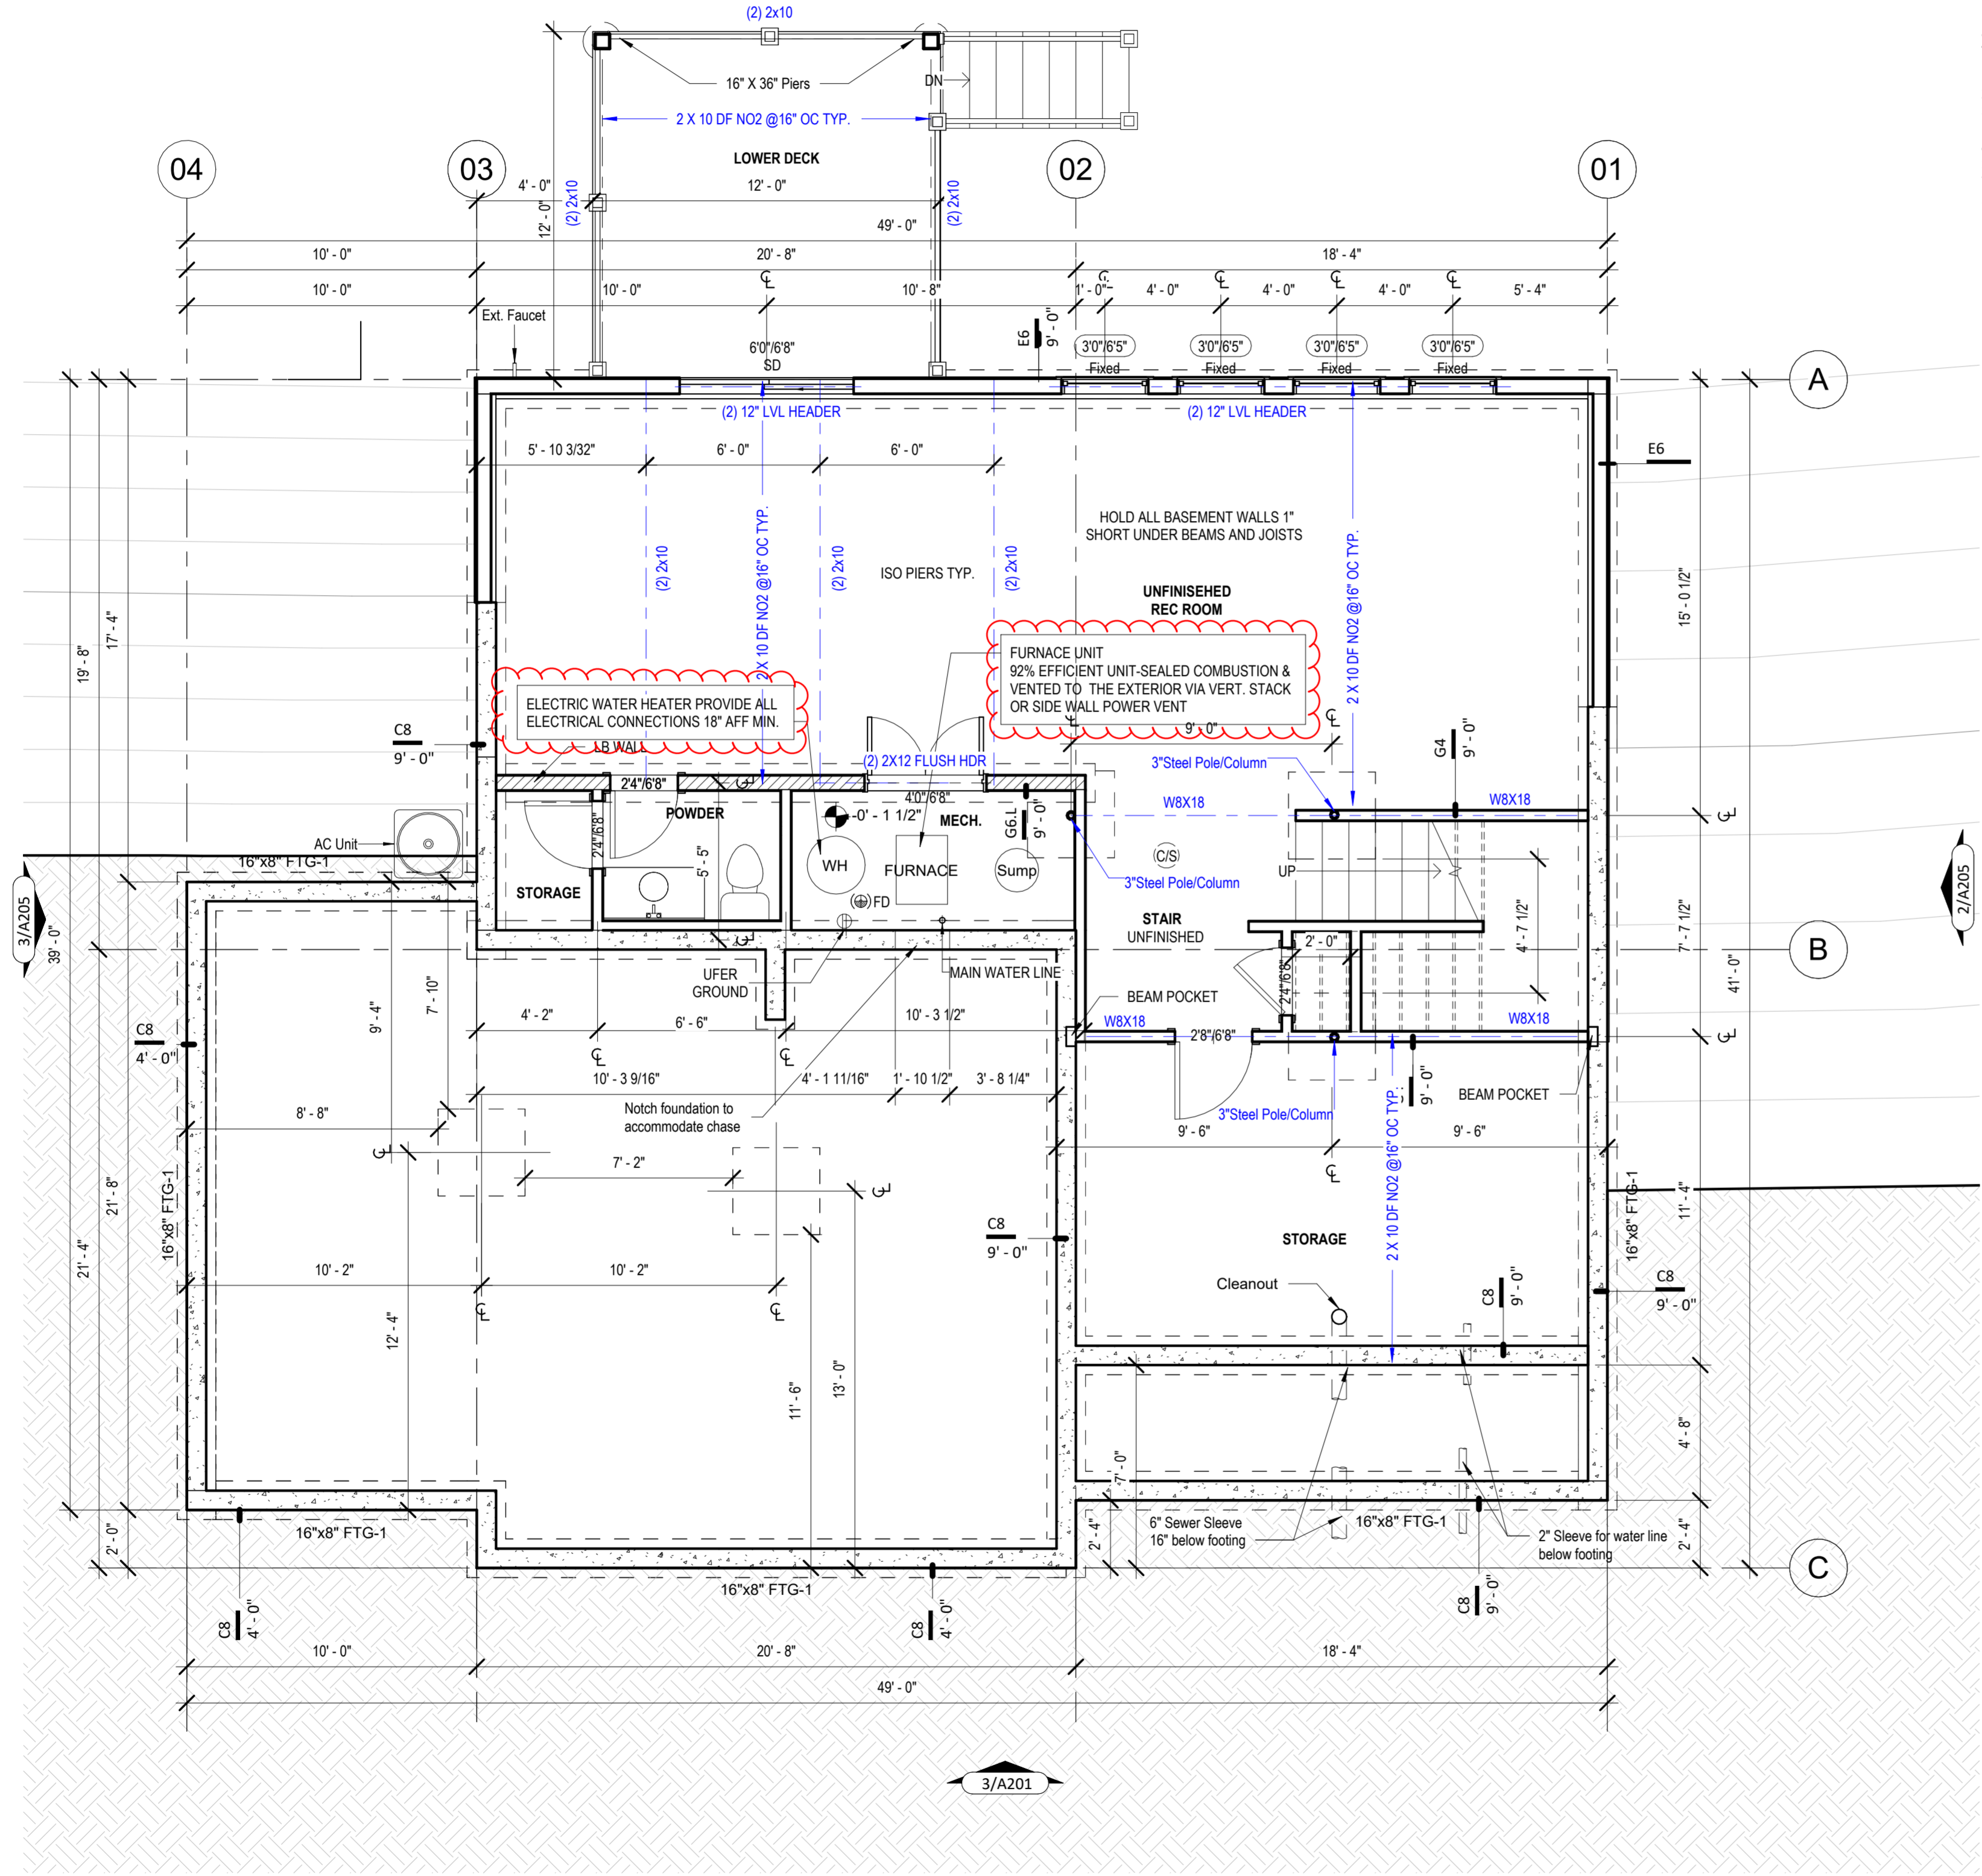 (2) 2x10
16" X 36" Piers
DN
2 X 10 DF NO2 @16" OC TYP.
LOWER DECK
04
03
02
01
4' - 0"
12' - 0"
12' - 0"
(2) 2x10
(2) 2x10
49' - 0"
10' - 0"
20' - 8"
18' - 4"
10' - 0"
10' - 0"
10' - 8"
1' - 0"
4' - 0"
4' - 0"
4' - 0"
5' - 4"
Ext. Faucet
6'0"/6'8"
SD
E6
9' - 0"
3'0"/6'5"
Fixed
3'0"/6'5"
Fixed
3'0"/6'5"
Fixed
3'0"/6'5"
Fixed
A
(2) 12" LVL HEADER
(2) 12" LVL HEADER
5' - 10 3/32"
6' - 0"
6' - 0"
E6
HOLD ALL BASEMENT WALLS 1"
SHORT UNDER BEAMS AND JOISTS
(2) 2x10
2 X 10 DF NO2 @16" OC TYP.
(2) 2x10
ISO PIERS TYP.
(2) 2x10
2 X 10 DF NO2 @16" OC TYP.
UNFINISEHED
REC ROOM
15' - 0 1/2"
17' - 4"
19' - 8"
FURNACE UNIT
92% EFFICIENT UNIT-SEALED COMBUSTION &
VENTED TO THE EXTERIOR VIA VERT. STACK
OR SIDE WALL POWER VENT
ELECTRIC WATER HEATER PROVIDE ALL
ELECTRICAL CONNECTIONS 18" AFF MIN.
9' - 0"
C8
9' - 0"
LB WALL
(2) 2X12 FLUSH HDR
3"Steel Pole/Column
G4
9' - 0"
2'4"/6'8"
4'0"/6'8"
W8X18
W8X18
POWDER
-0' - 1 1/2"
MECH.
G6.L
9' - 0"
2'4"/6'8"
AC Unit
16"x8" FTG-1
5' - 5"
WH
FURNACE
Sump
C/S
UP
3"Steel Pole/Column
STORAGE
FD
STAIR
UNFINISHED
3/A205
39' - 0"
2/A205
4' - 7 1/2"
7' - 7 1/2"
2' - 0"
B
41' - 0"
UFER
GROUND
MAIN WATER LINE
2'4"/6'8"
BEAM POCKET
9' - 4"
7' - 10"
4' - 2"
6' - 6"
10' - 3 1/2"
W8X18
W8X18
C8
4' - 0"
2'8"/6'8"
10' - 3 9/16"
4' - 1 11/16"
1' - 10 1/2"
3' - 8 1/4"
9' - 0"
BEAM POCKET
8' - 8"
Notch foundation to
accommodate chase
3"Steel Pole/Column
9' - 6"
9' - 6"
7' - 2"
16"x8" FTG-1
21' - 8"
21' - 4"
2 X 10 DF NO2 @16" OC TYP.
16"x8" FTG-1
11' - 4"
C8
9' - 0"
STORAGE
10' - 2"
10' - 2"
Cleanout
C8
9' - 0"
C8
9' - 0"
12' - 4"
11' - 6"
13' - 0"
4' - 8"
7' - 0"
16"x8" FTG-1
2' - 0"
6" Sewer Sleeve
16" below footing
16"x8" FTG-1
2" Sleeve for water line
below footing
2' - 4"
2' - 4"
C
16"x8" FTG-1
C8
4' - 0"
C8
4' - 0"
C8
9' - 0"
10' - 0"
20' - 8"
18' - 4"
49' - 0"
3/A201